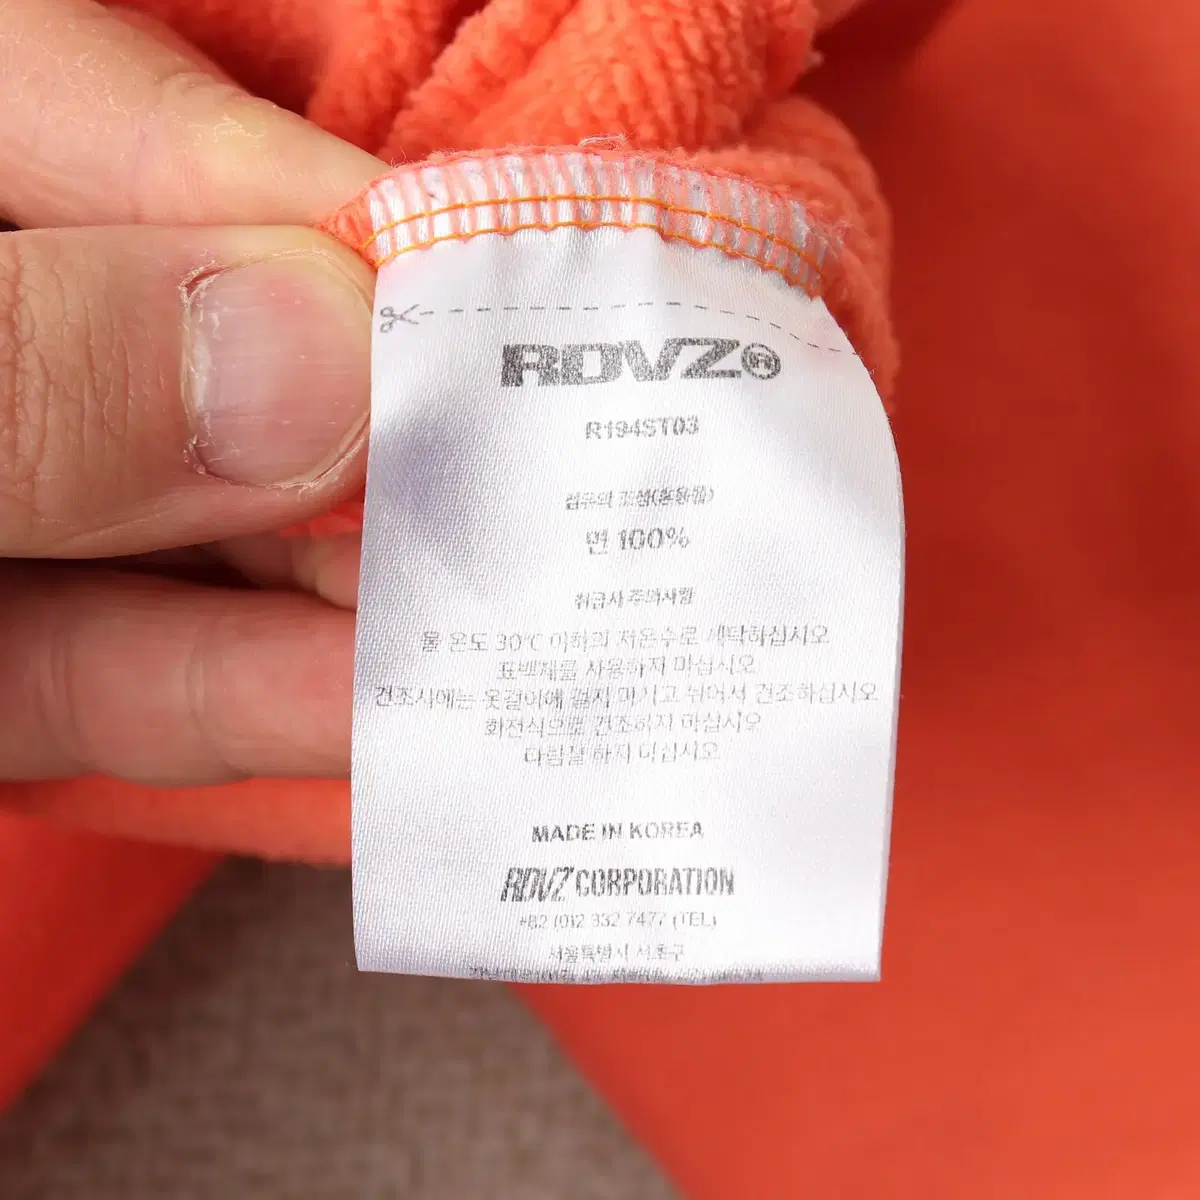 RDVZ®
R194ST03
섬유의 조성(혼용률)
면 100%
취급시 주의사항
물 온도 30℃ 이하의 저온수로 세탁하십시오
표백제를 사용하지 마십시오
건조시에는 옷걸이에 걸지 마시고 뉘어서 건조하십시오
회전식으로 건조하지 마십시오
다림질 하지 마십시오
MADE IN KOREA
RDVZ CORPORATION
+82 (0)2 332 7477 (TEL)
서울특별시 서초구